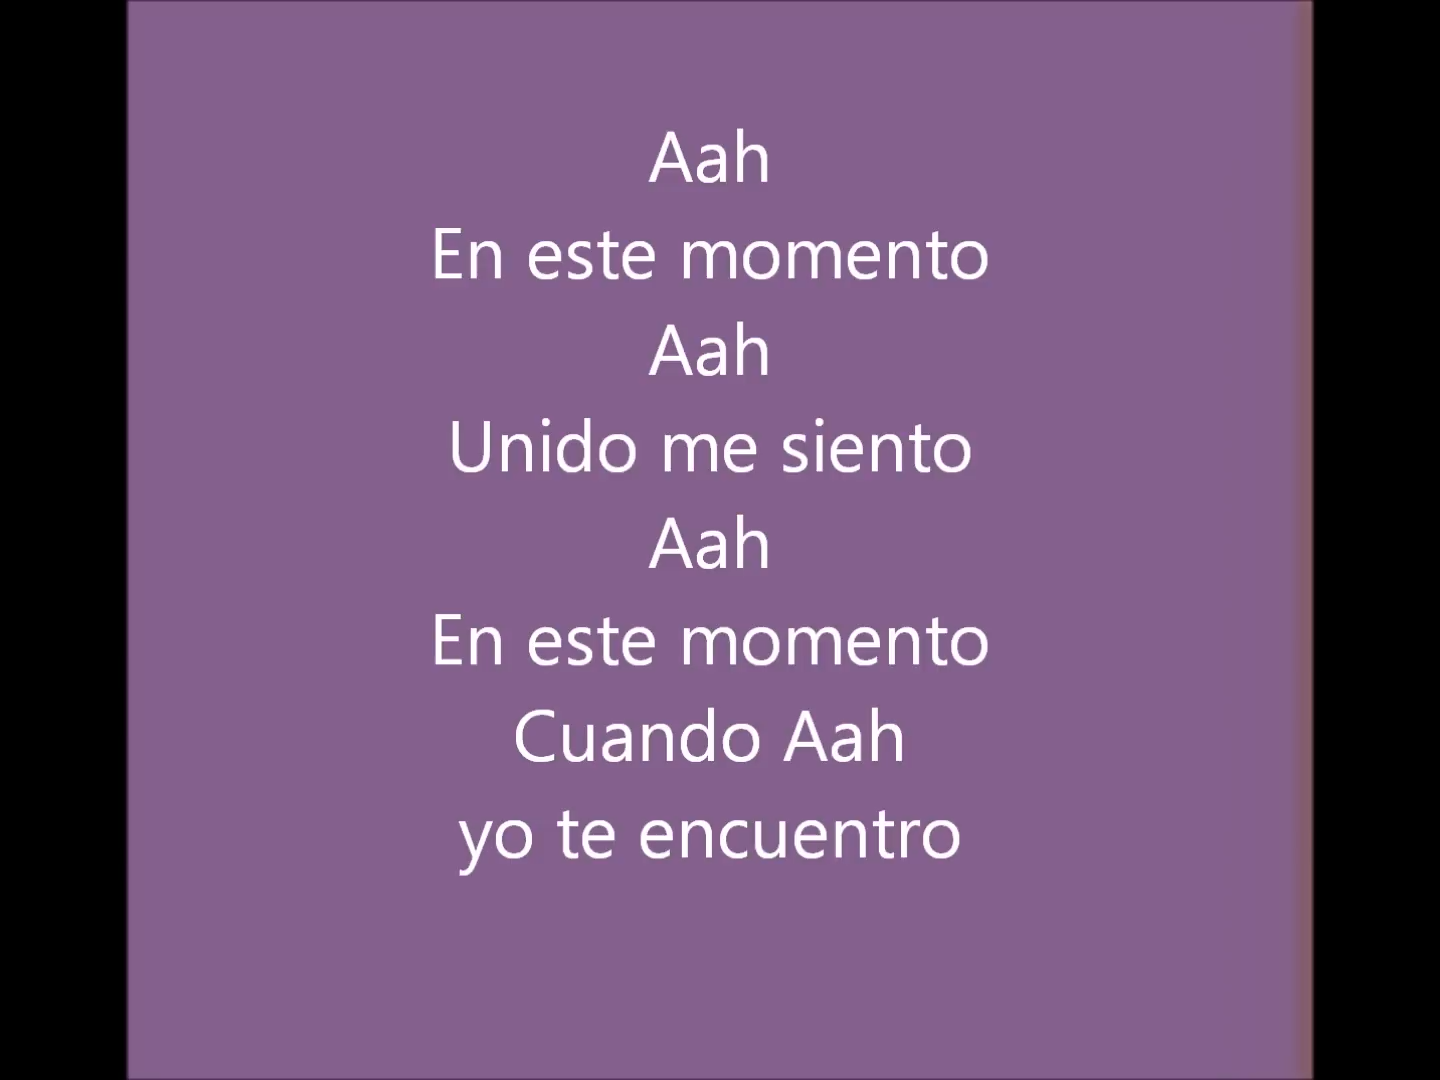 Aah
En este momento
Aah
Unido me siento
Aah
En este momento
Cuando Aah
yo te encuentro